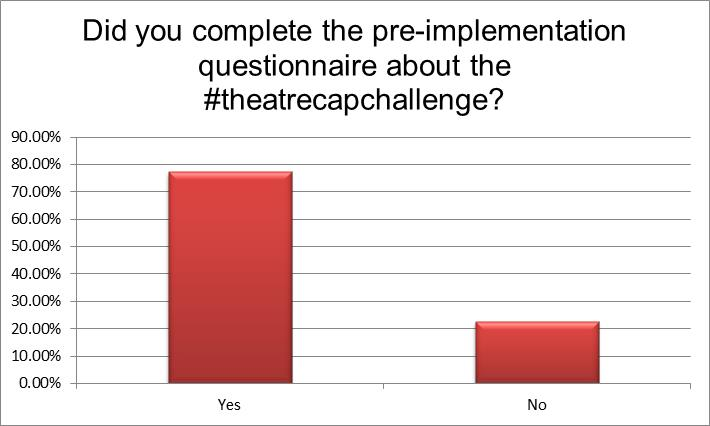 Did you complete the pre-implementation
questionnaire about the
#theatrecapchallenge?
90.00%
80.00%
70.00%
60.00%
50.00%
40.00%
30.00%
20.00%
10.00%
0.00%
Yes No